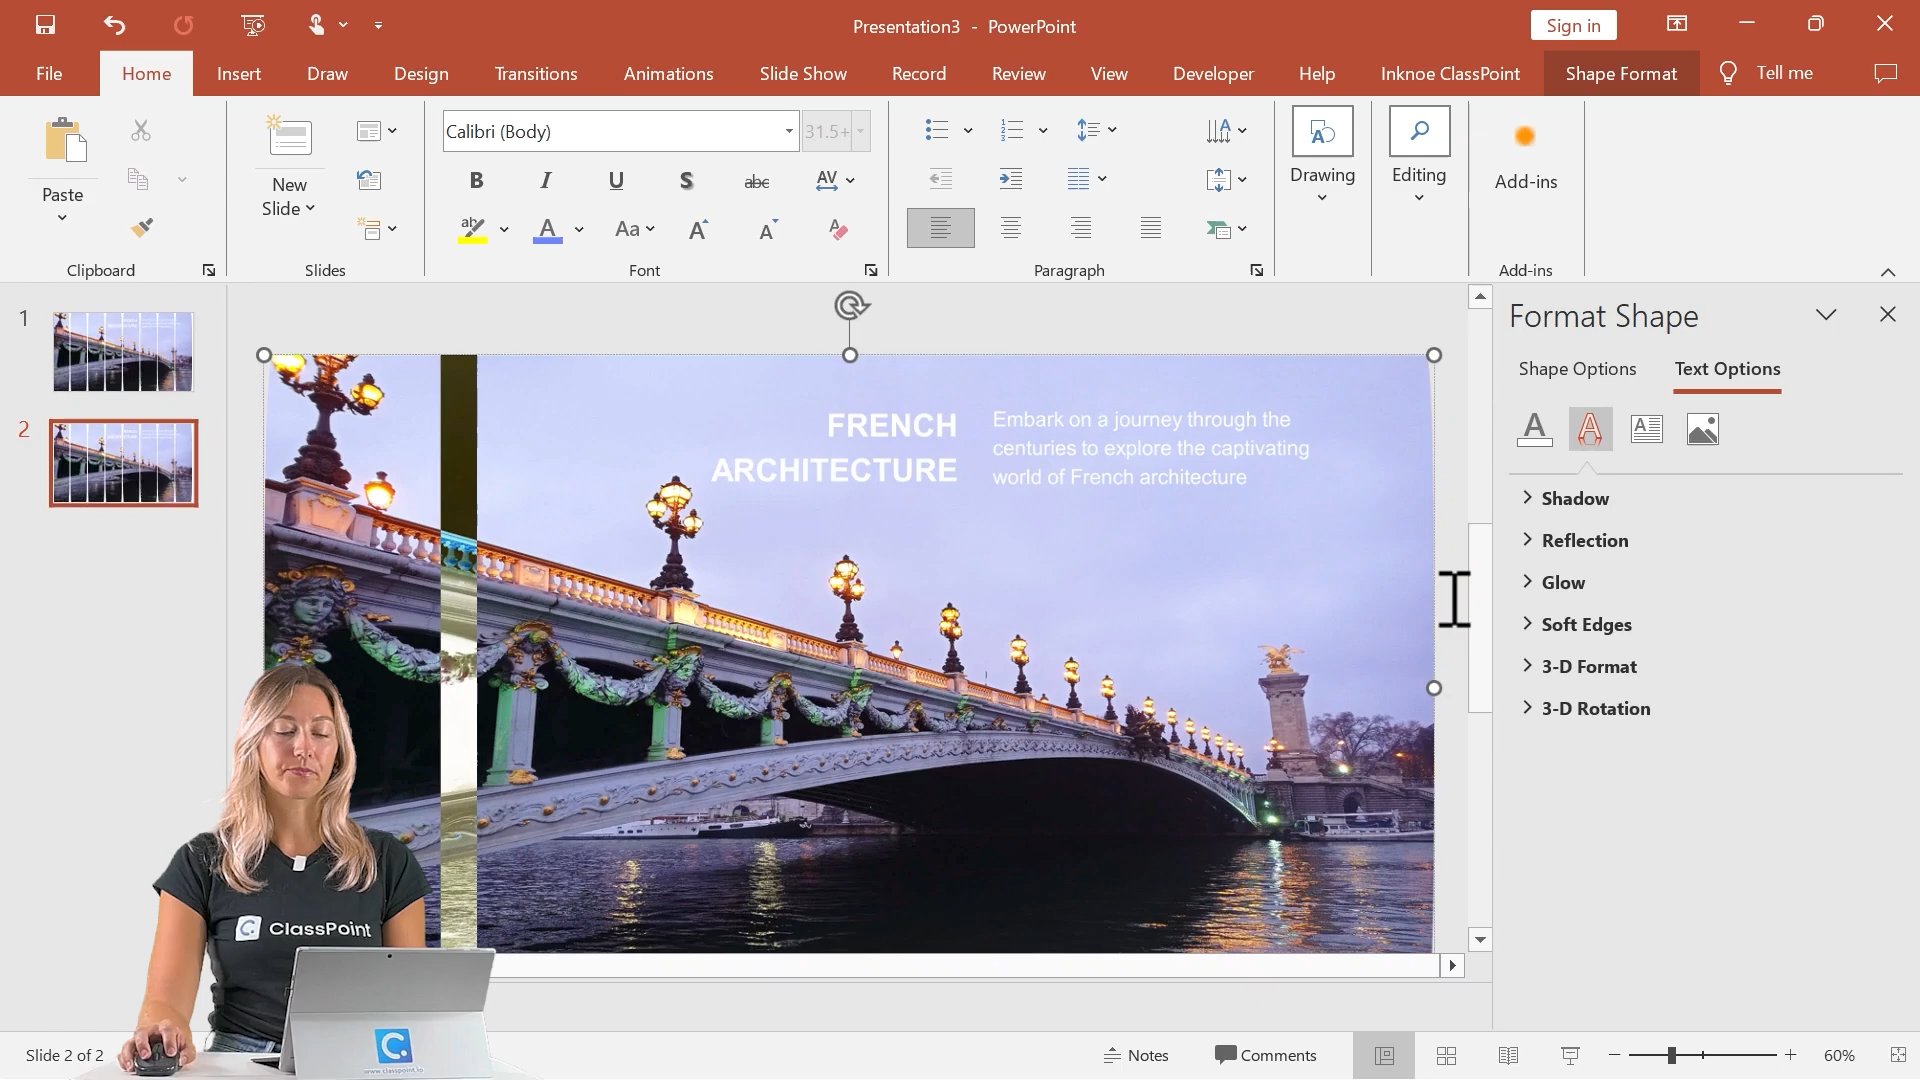 Presentation3 - PowerPoint
Sign in
File Home Insert Draw Design Transitions Animations Slide Show Record Review View Developer Help Inknoe ClassPoint Shape Format Tell me
Paste
Clipboard
New
Slide
Slides
Calibri (Body)
31.5+
B I U S abc AV
ab A Aa A A A
Font
Paragraph
Drawing
Editing
Add-ins
Add-ins
1
2
FRENCH
ARCHITECTURE
Embark on a journey through the
centuries to explore the captivating
world of French architecture
Format Shape
Shape Options Text Options
Shadow
Reflection
Glow
Soft Edges
3-D Format
3-D Rotation
ClassPoint
C.
www.classpoint.io
Slide 2 of 2
Notes
Comments
60%